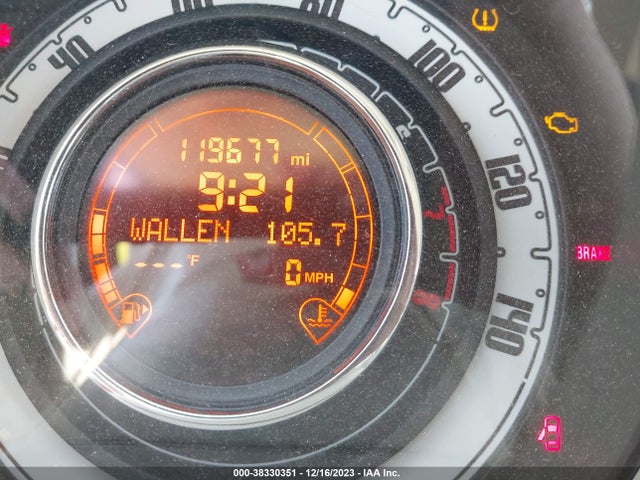 40
80
100
120
140
119677 mi
9:21
WALLEN 105.7
---°F 0 MPH
BRA
000-38330351 - 12/16/2023 - IAA Inc.